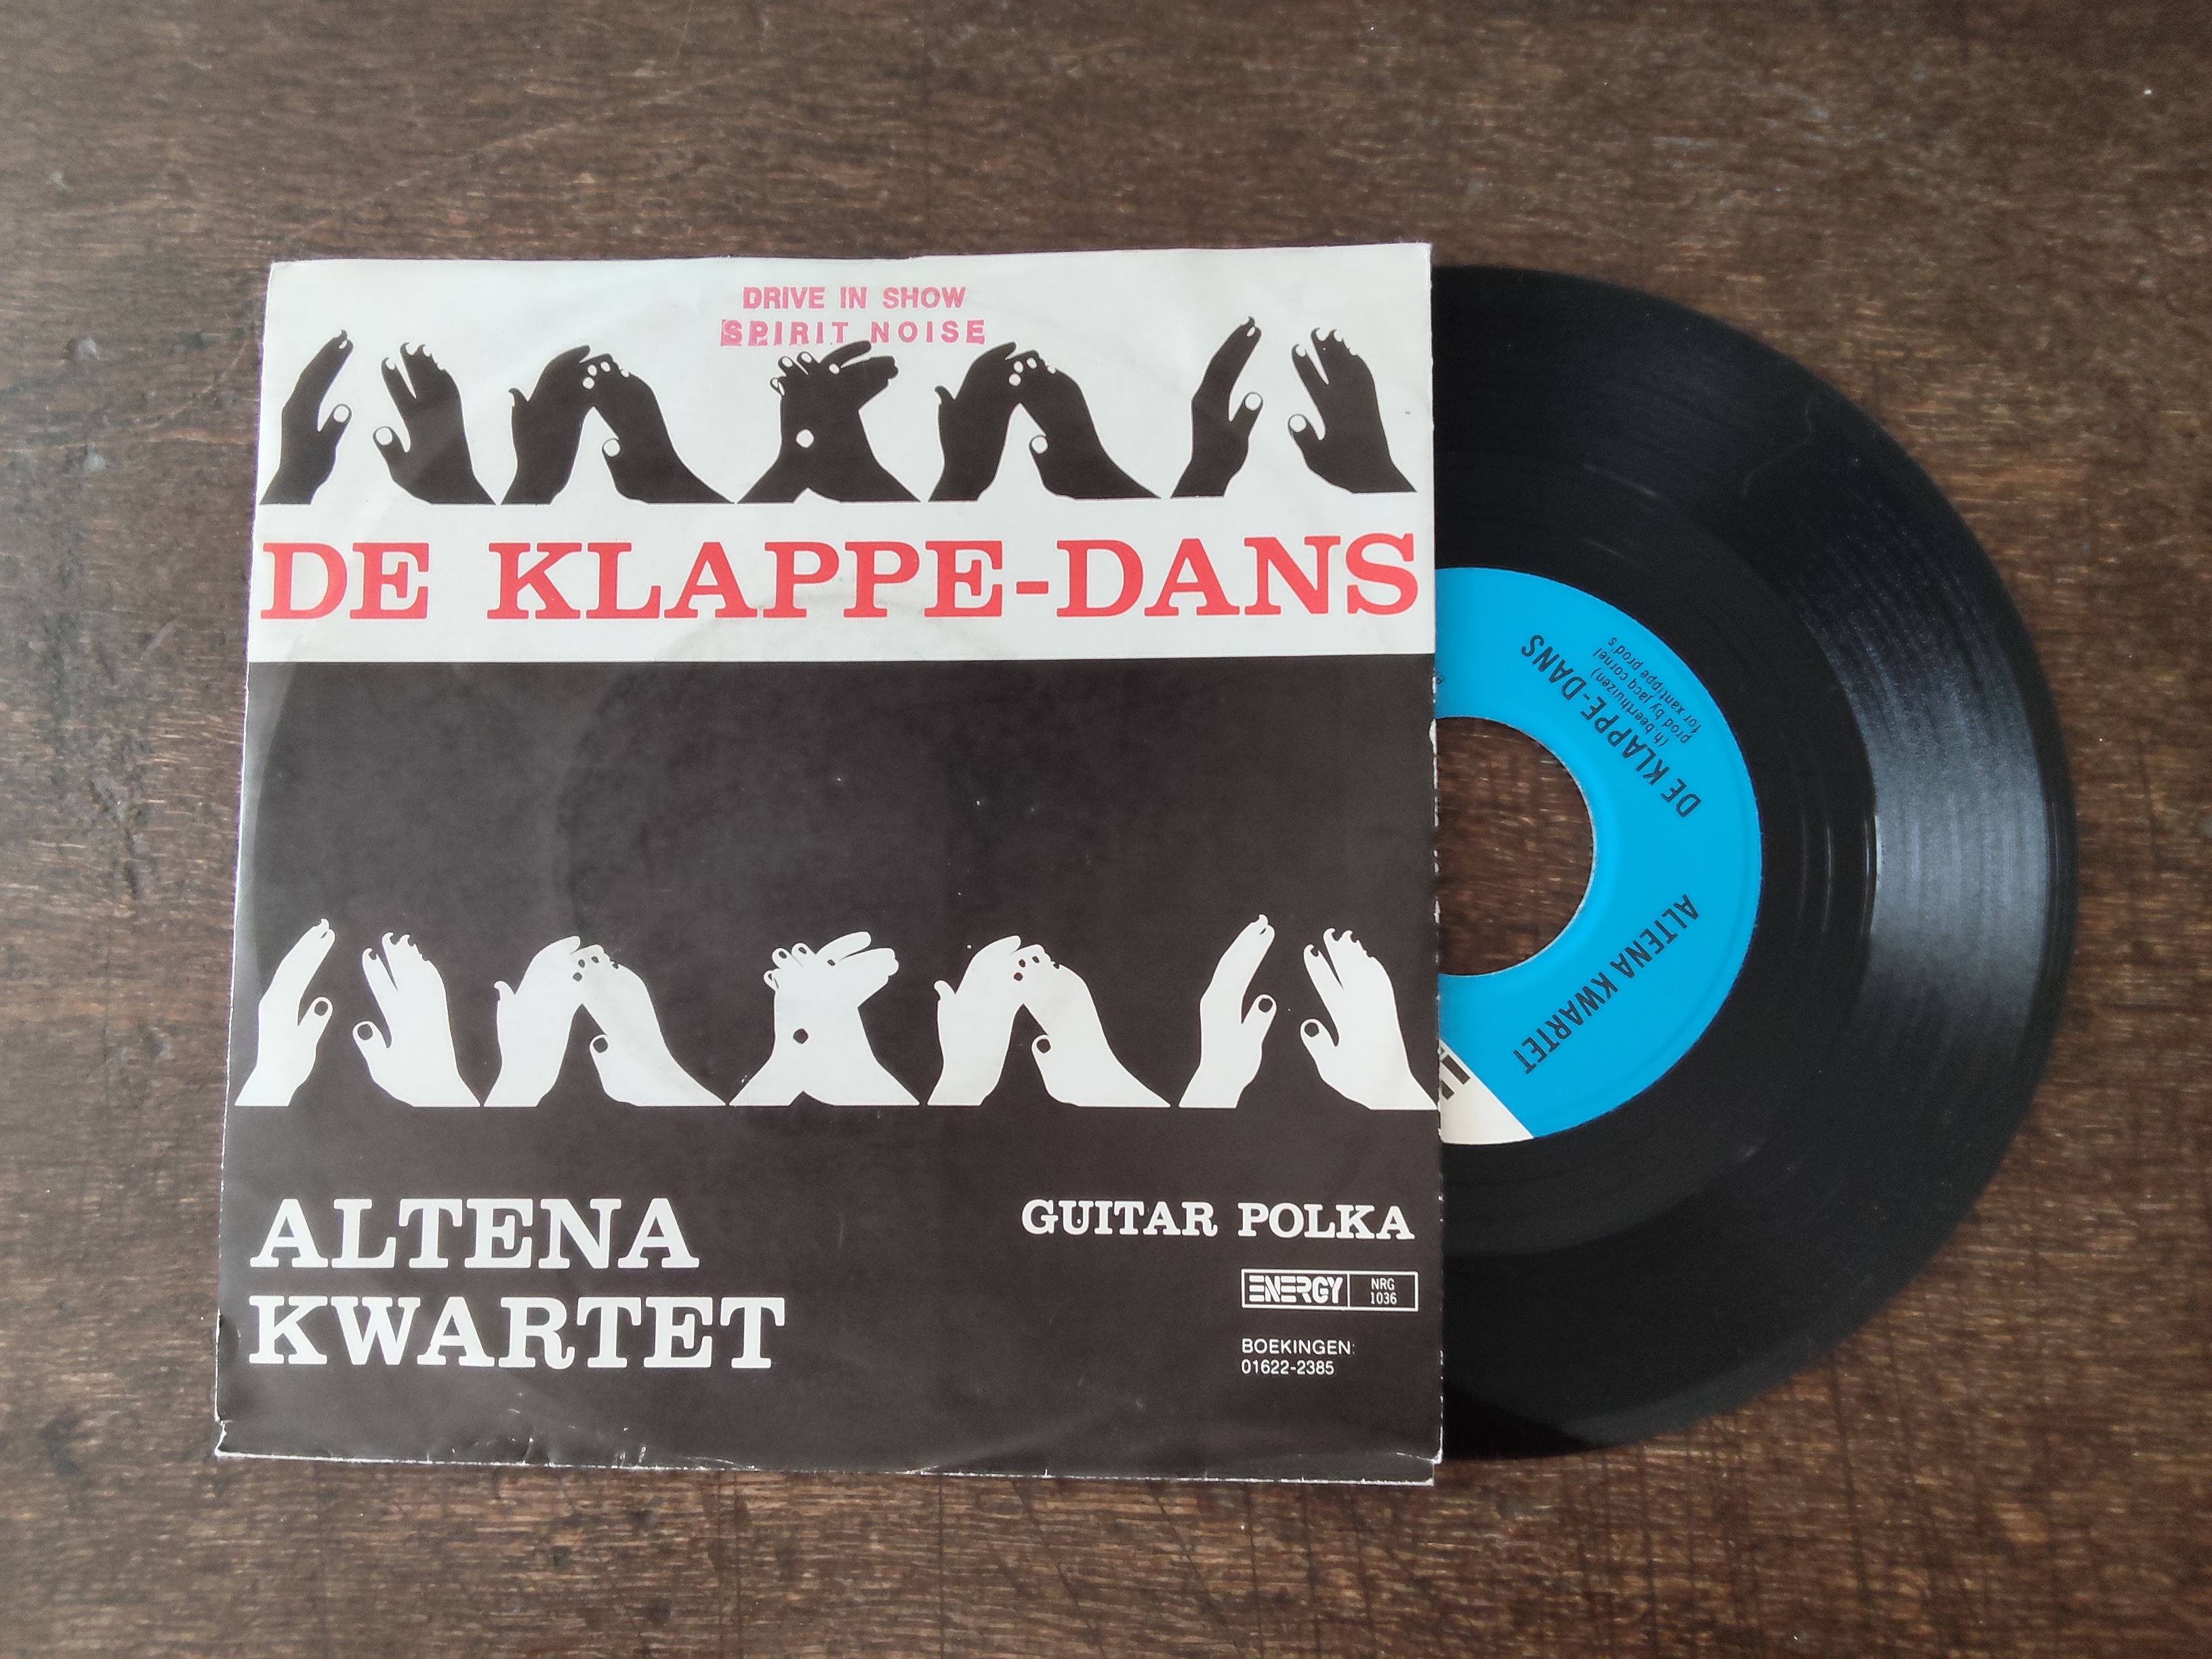 DRIVE IN SHOW
SPIRIT NOISE
DE KLAPPE-DANS
ALTENA
KWARTET
GUITAR POLKA
ENERGY
NRG
1036
BOEKINGEN:
01622-2385
ALTENA KWARTET
DE KLAPPE-DANS
(h beerthuizen)
prod by jacq cornel
for xantippe prod's